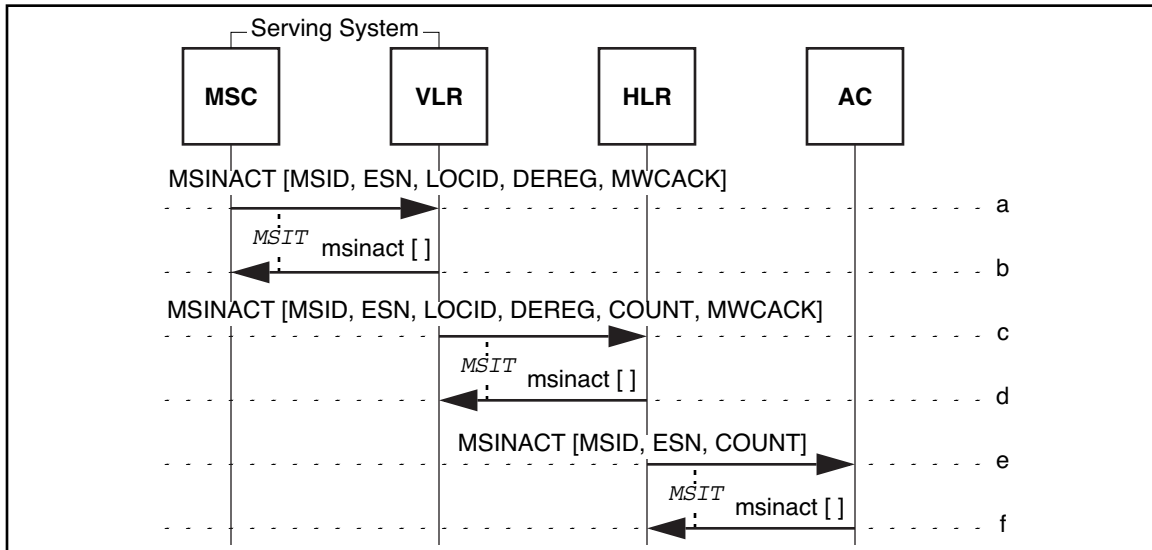 Serving System
MSC VLR HLR AC
MSINACT [MSID, ESN, LOCID, DEREG, MWCACK]
a
MSIT msinact [ ]
b
MSINACT [MSID, ESN, LOCID, DEREG, COUNT, MWCACK]
c
MSIT msinact [ ]
d
MSINACT [MSID, ESN, COUNT]
e
MSIT msinact [ ]
f